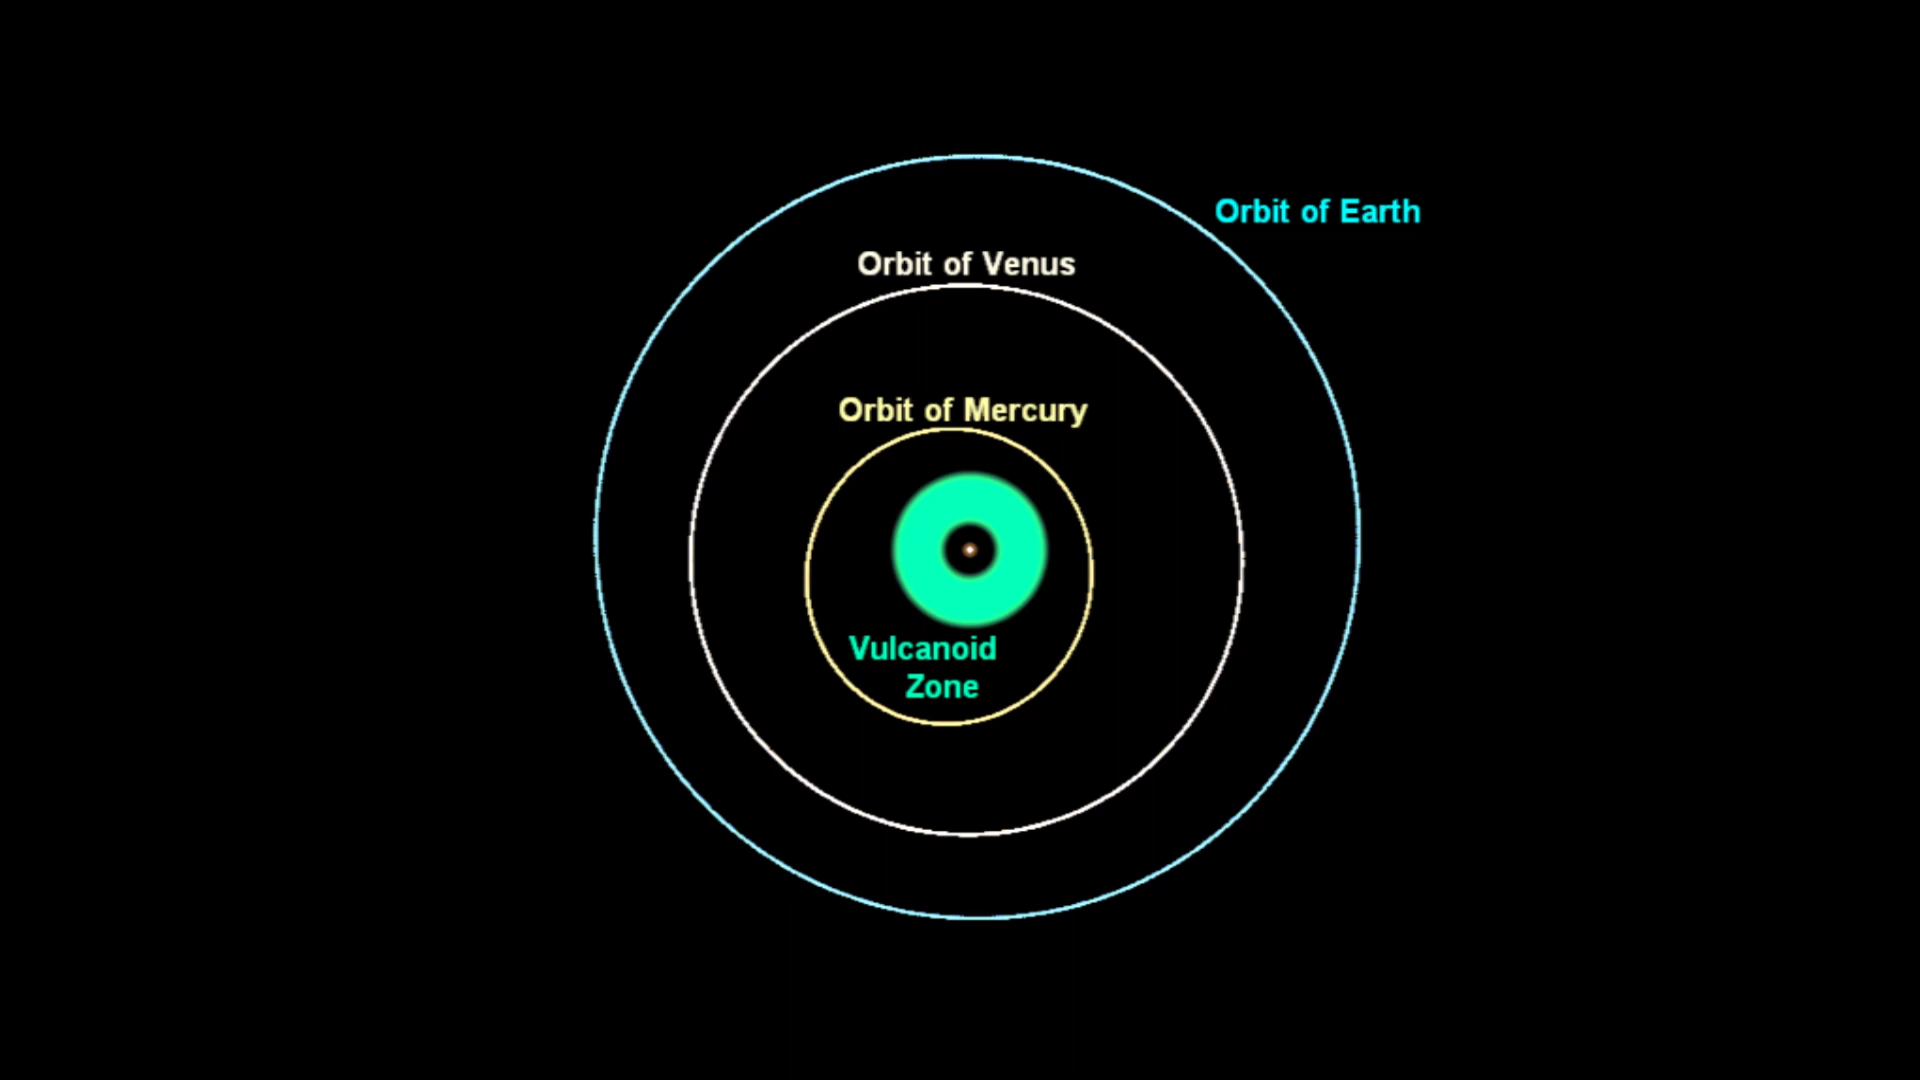 Orbit of Earth
Orbit of Venus
Orbit of Mercury
Vulcanoid
Zone